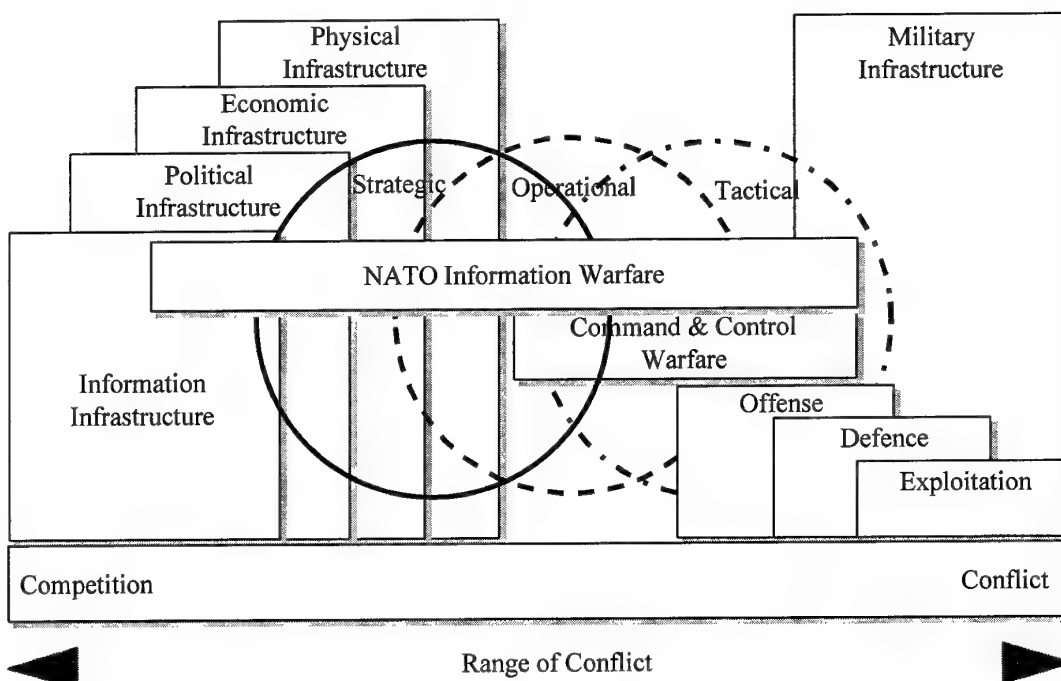 Physical
Infrastructure
Military
Infrastructure
Economic
Infrastructure
Political
Infrastructure
Strategic
Operational
Tactical
NATO Information Warfare
Command & Control
Warfare
Information
Infrastructure
Offense
Defence
Exploitation
Competition
Conflict
Range of Conflict